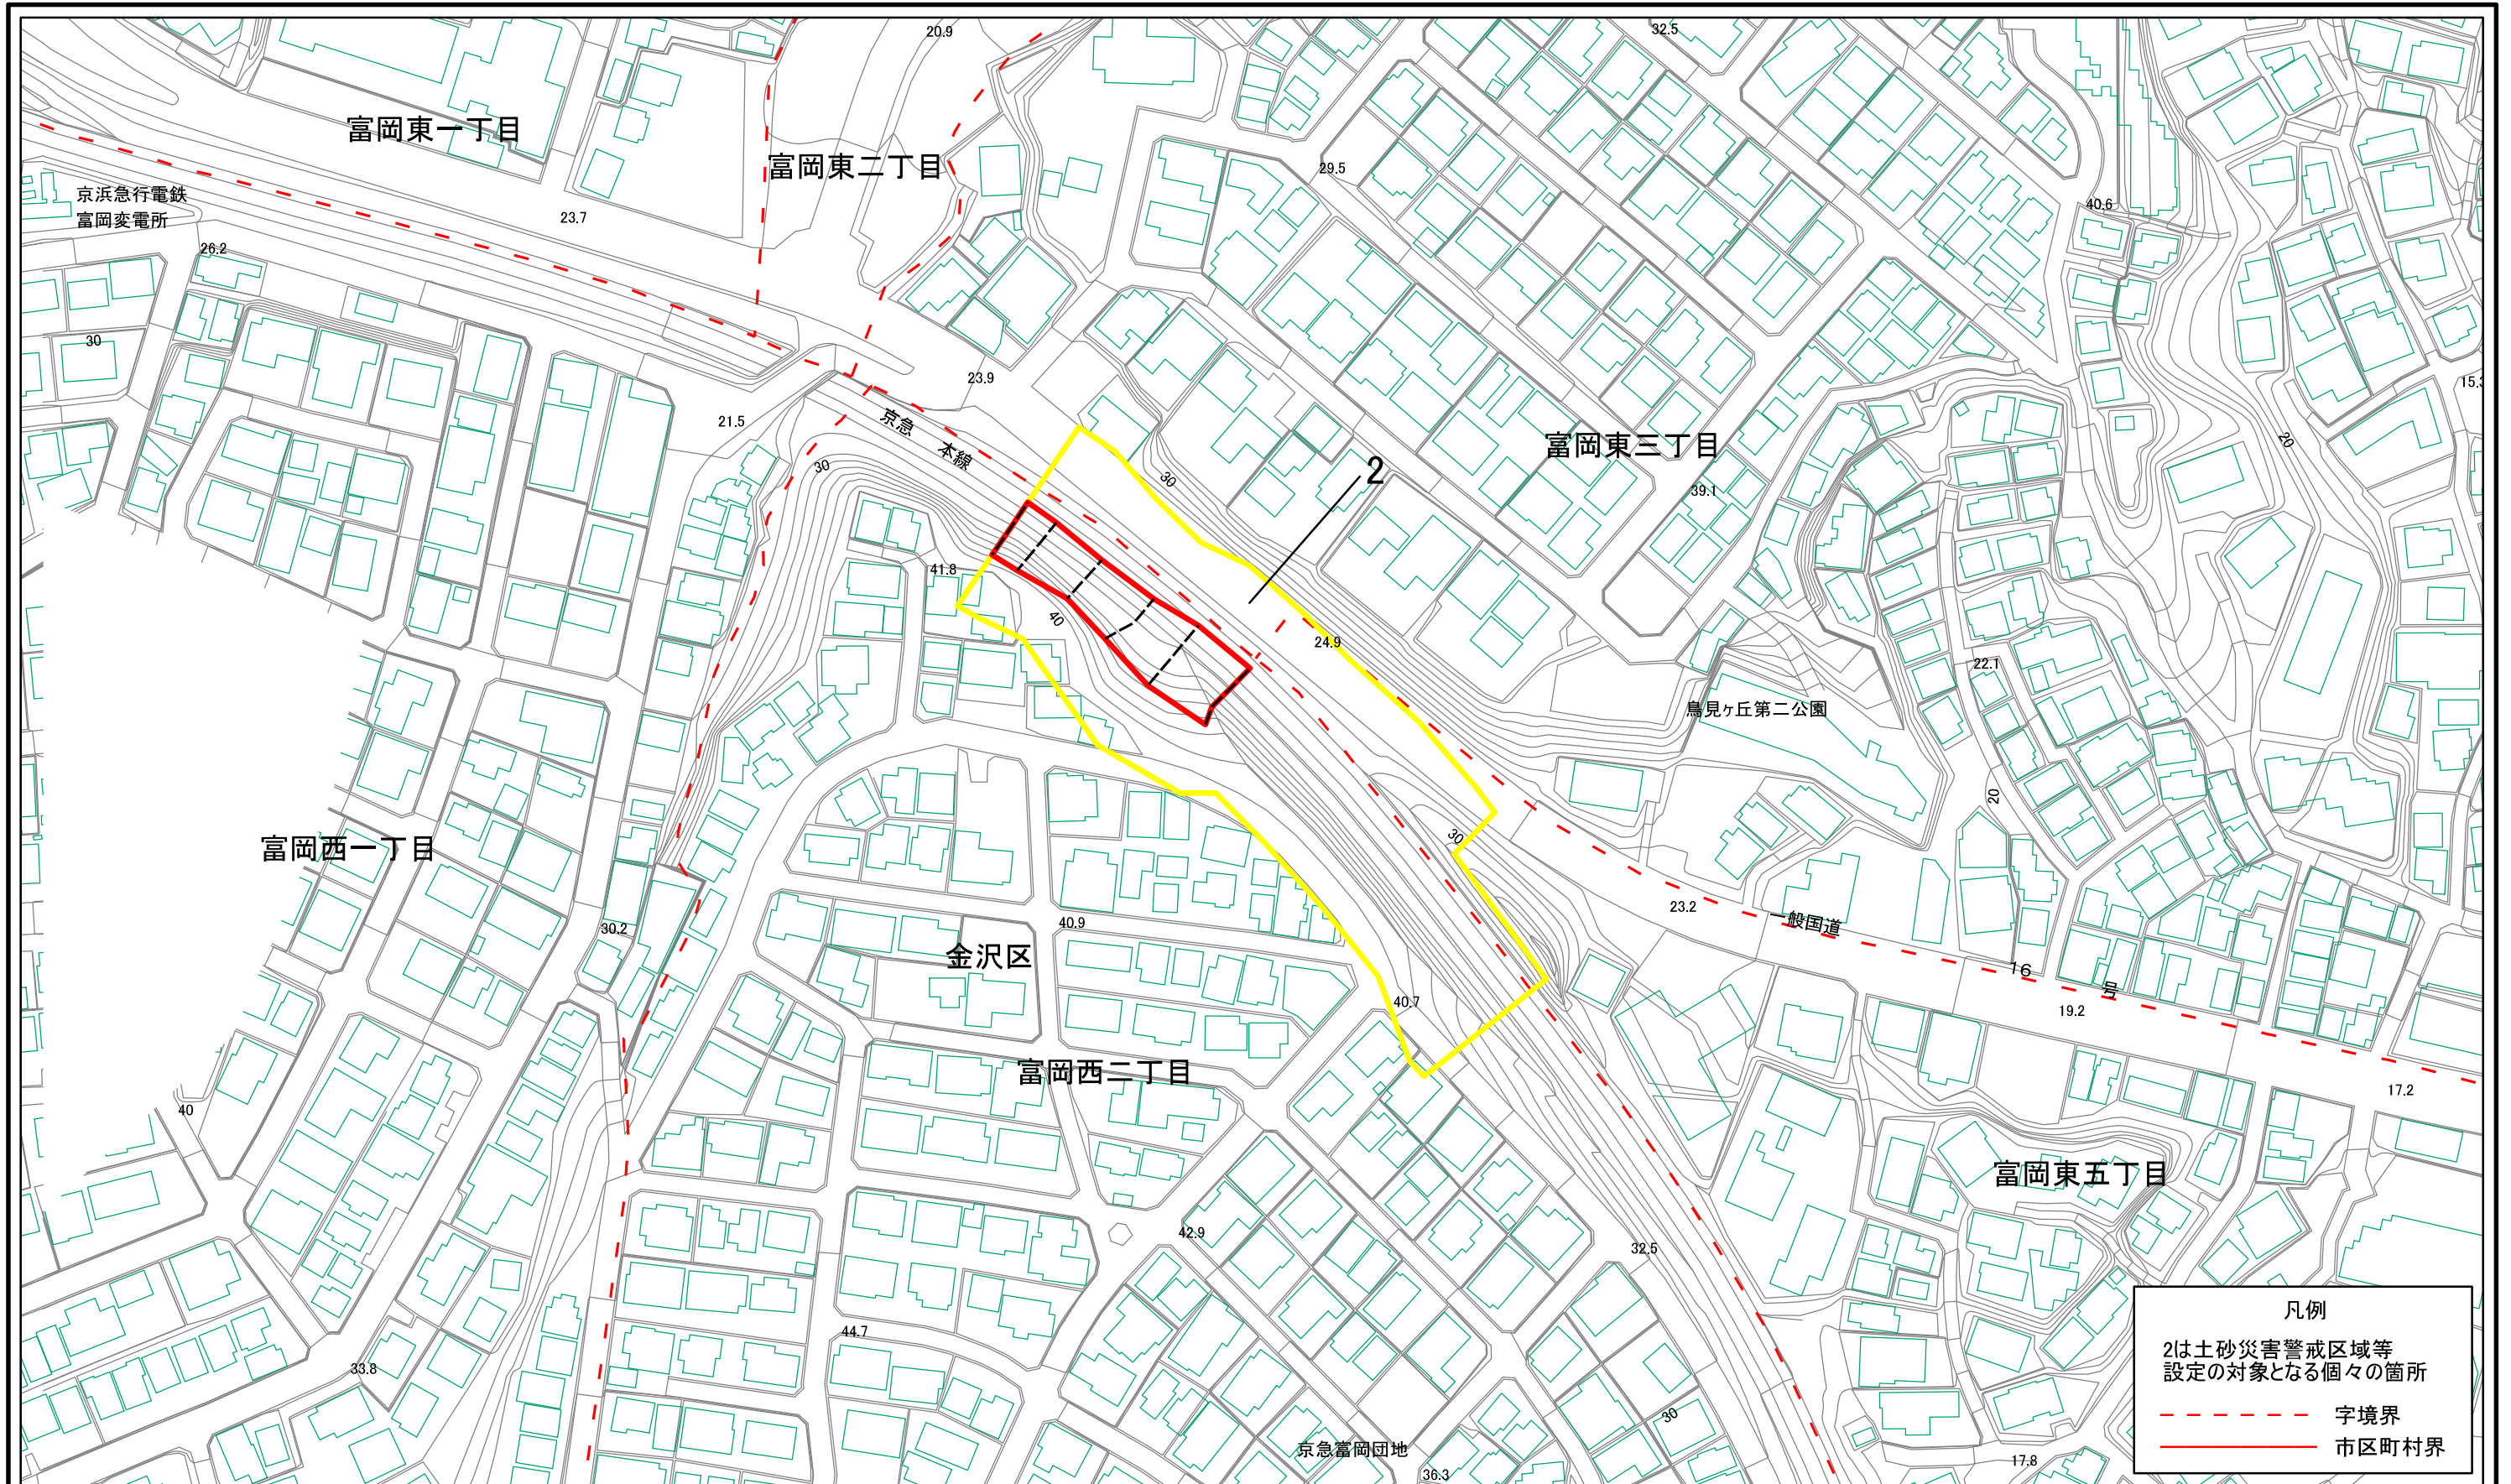 20.9
32.5
富岡東一丁目
富岡東二丁目
29.5
京浜急行電鉄
富岡変電所
23.7
40.6
26.2
30
23.9
15.3
21.5
京急 本線
富岡東三丁目
20
30
30
2
39.1
41.8
40
24.9
22.1
鳥見ヶ丘第二公園
20
30
富岡西一丁目
23.2
一般国道 16 号
30.2
40.9
金沢区
40.7
19.2
富岡西二丁目
17.2
40
富岡東五丁目
42.9
32.5
44.7
33.8
30
京急富岡団地
36.3
17.8
凡例
2は土砂災害警戒区域等
設定の対象となる個々の箇所
字境界
市区町村界